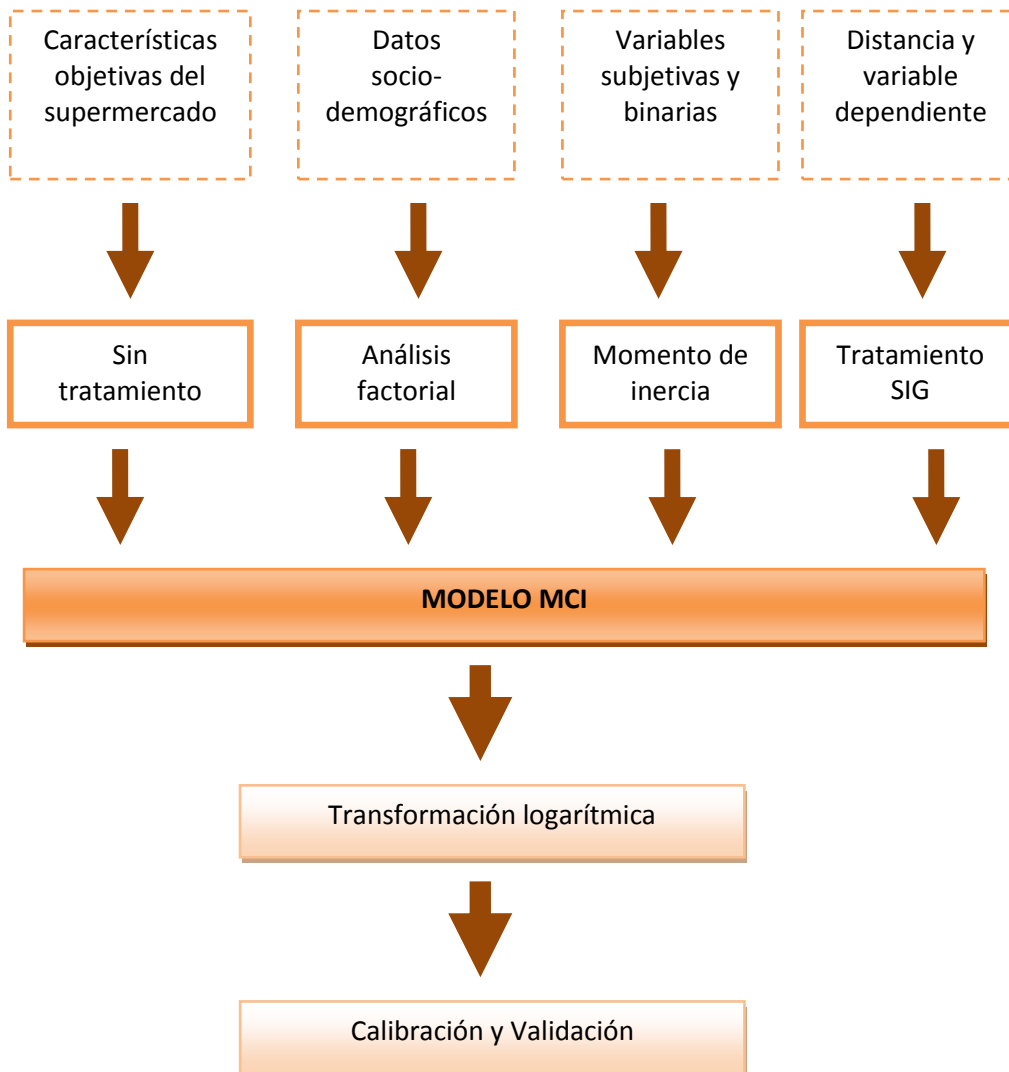 Características
objetivas del
supermercado
Datos
socio-
demográficos
Variables
subjetivas y
binarias
Distancia y
variable
dependiente
Sin
tratamiento
Análisis
factorial
Momento de
inercia
Tratamiento
SIG
MODELO MCI
Transformación logarítmica
Calibración y Validación